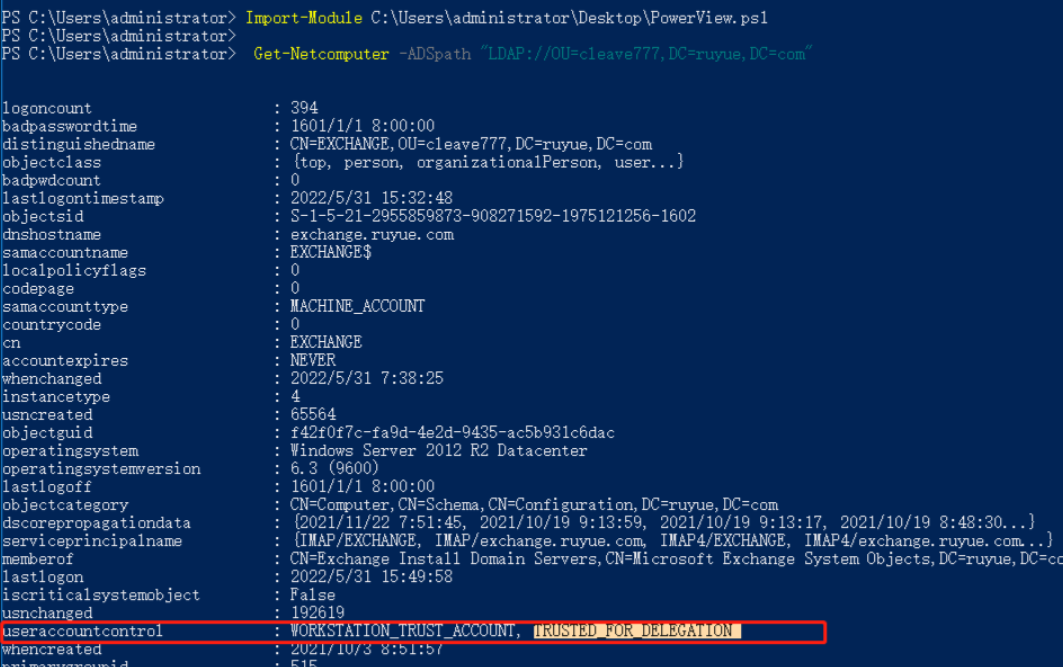 PS C:\Users\administrator> Import-Module C:\Users\administrator\Desktop\PowerView.ps1
PS C:\Users\administrator>
PS C:\Users\administrator>  Get-Netcomputer -ADSpath "LDAP://OU=cleave777,DC=ruyue,DC=com"
logoncount : 394
badpasswordtime : 1601/1/1 8:00:00
distinguishedname : CN=EXCHANGE,OU=cleave777,DC=ruyue,DC=com
objectclass : {top, person, organizationalPerson, user...}
badpwdcount : 0
lastlogontimestamp : 2022/5/31 15:32:48
objectsid : S-1-5-21-2955859873-908271592-1975121256-1602
dnshostname : exchange.ruyue.com
samaccountname : EXCHANGE$
localpolicyflags : 0
codepage : 0
samaccounttype : MACHINE_ACCOUNT
countrycode : 0
cn : EXCHANGE
accountexpires : NEVER
whenchanged : 2022/5/31 7:38:25
instancetype : 4
usncreated : 65564
objectguid : f42f0f7c-fa9d-4e2d-9435-ac5b931c6dac
operatingsystem : Windows Server 2012 R2 Datacenter
operatingsystemversion : 6.3 (9600)
lastlogoff : 1601/1/1 8:00:00
objectcategory : CN=Computer,CN=Schema,CN=Configuration,DC=ruyue,DC=com
dscorepropagationdata : {2021/11/22 7:51:45, 2021/10/19 9:13:59, 2021/10/19 9:13:17, 2021/10/19 8:48:30...}
serviceprincipalname : {IMAP/EXCHANGE, IMAP/exchange.ruyue.com, IMAP4/EXCHANGE, IMAP4/exchange.ruyue.com...}
memberof : CN=Exchange Install Domain Servers,CN=Microsoft Exchange System Objects,DC=ruyue,DC=co
lastlogon : 2022/5/31 15:49:58
iscriticalsystemobject : False
usnchanged : 192619
useraccountcontrol : WORKSTATION_TRUST_ACCOUNT, TRUSTED_FOR_DELEGATION
whencreated : 2021/10/3 8:51:57
primarygroupid : 515